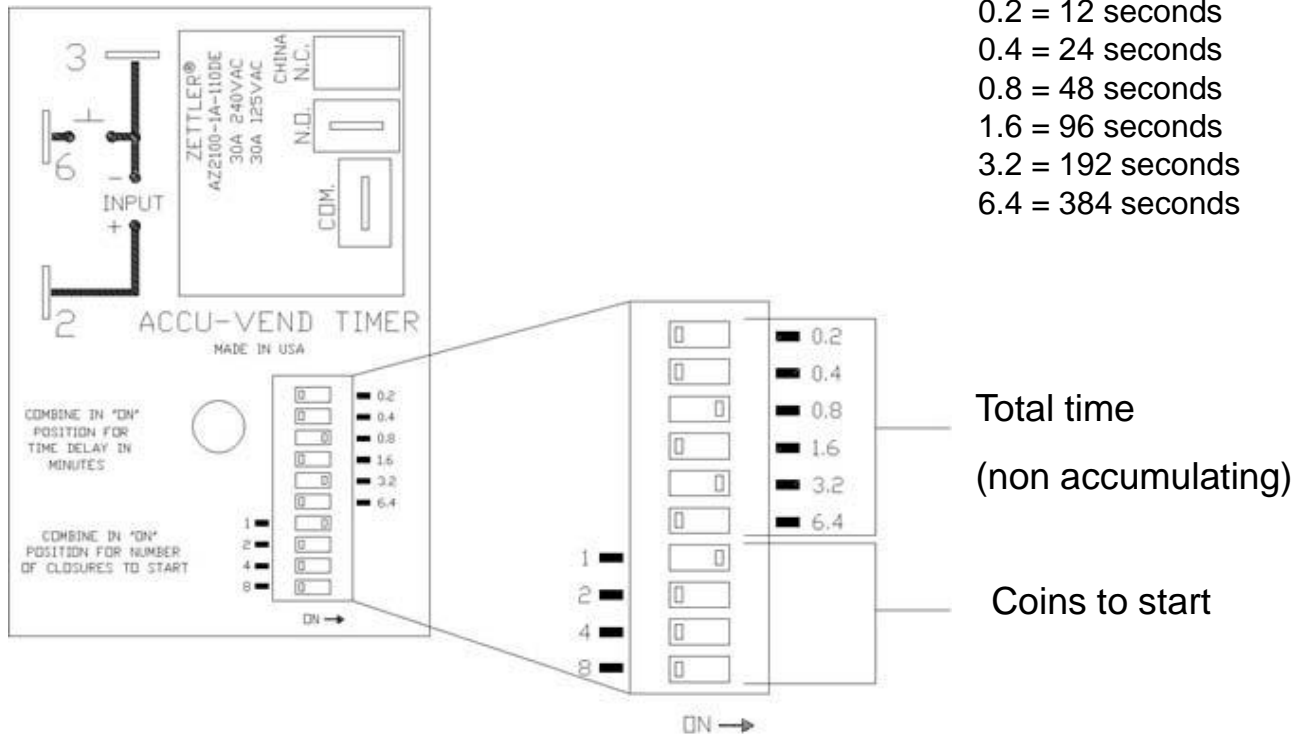 0.2 = 12 seconds
0.4 = 24 seconds
0.8 = 48 seconds
1.6 = 96 seconds
3.2 = 192 seconds
6.4 = 384 seconds
3
6
-
INPUT
+
2
ZETTLER®
AZ2100-1A-110DE
30A 240VAC
30A 125VAC
CHINA
N.C.
N.O.
COM.
ACCU-VEND TIMER
MADE IN USA
COMBINE IN "ON"
POSITION FOR
TIME DELAY IN
MINUTES
0.2
0.4
0.8
1.6
3.2
6.4
COMBINE IN "ON"
POSITION FOR NUMBER
OF CLOSURES TO START
1
2
4
8
ON
0.2
0.4
0.8
1.6
3.2
6.4
1
2
4
8
ON
Total time
(non accumulating)
Coins to start